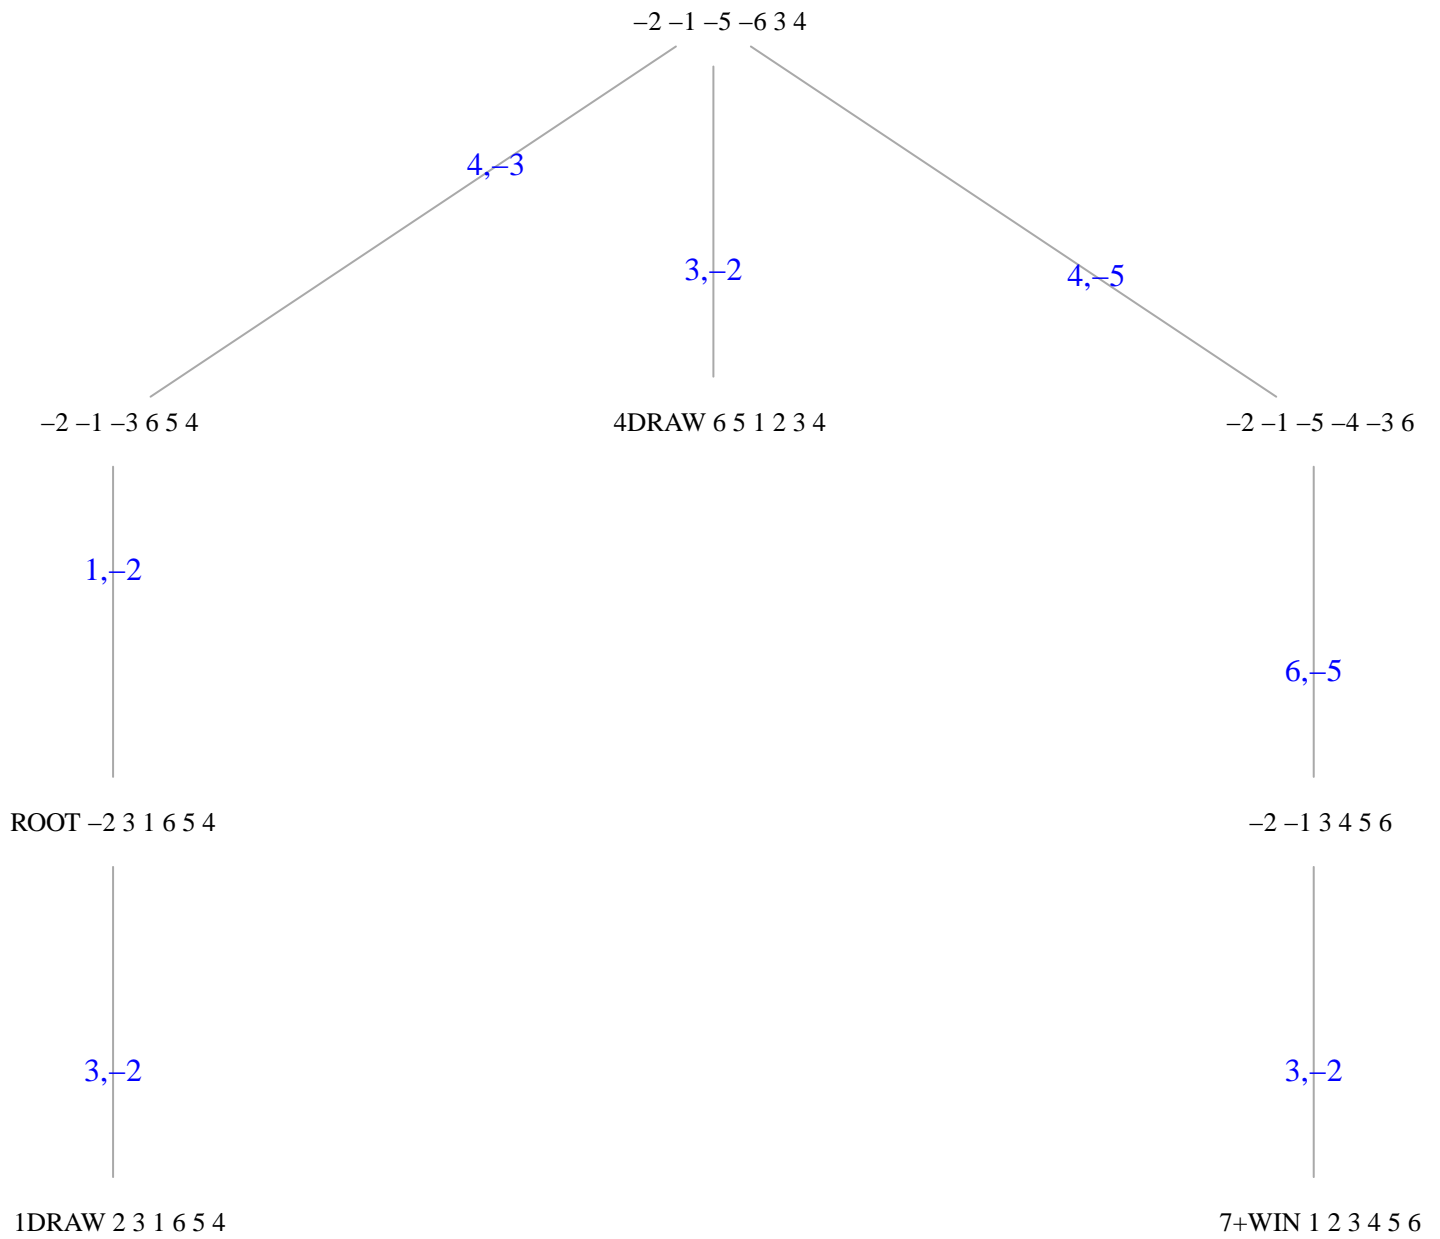 –2 –1 –5 –6 3 4
4,–3
3,–2
4,–5
–2 –1 –3 6 5 4
4DRAW 6 5 1 2 3 4
–2 –1 –5 –4 –3 6
1,–2
6,–5
ROOT –2 3 1 6 5 4
–2 –1 3 4 5 6
3,–2
3,–2
1DRAW 2 3 1 6 5 4
7+WIN 1 2 3 4 5 6